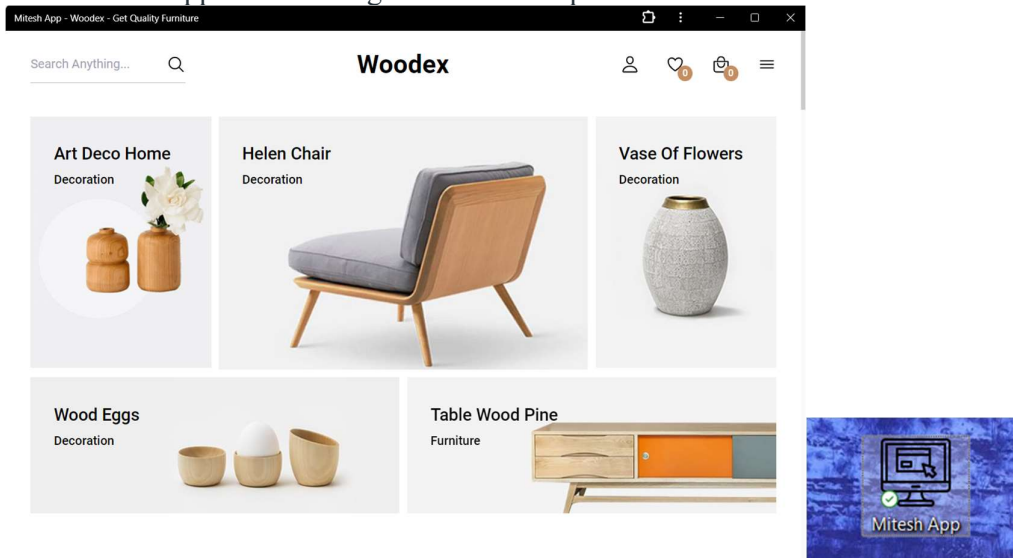 Mitesh App - Woodex - Get Quality Furniture
Search Anything...
Woodex
0
0
Art Deco Home
Decoration
Helen Chair
Decoration
Vase Of Flowers
Decoration
Wood Eggs
Decoration
Table Wood Pine
Furniture
Mitesh App